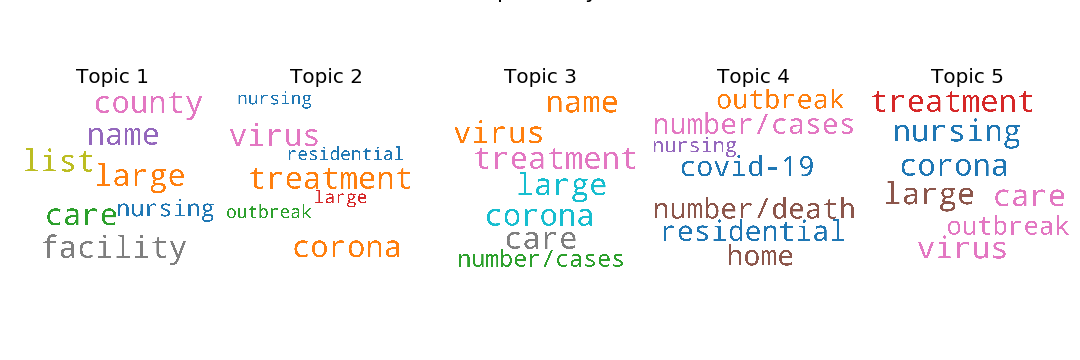 Topic 1
county
name
list
large
care nursing
facility
Topic 2
nursing
virus
residential
treatment
large
outbreak
corona
Topic 3
name
virus
treatment
large
corona
care
number/cases
Topic 4
outbreak
number/cases
nursing
covid-19
number/death
residential
home
Topic 5
treatment
nursing
corona
large care
outbreak
virus